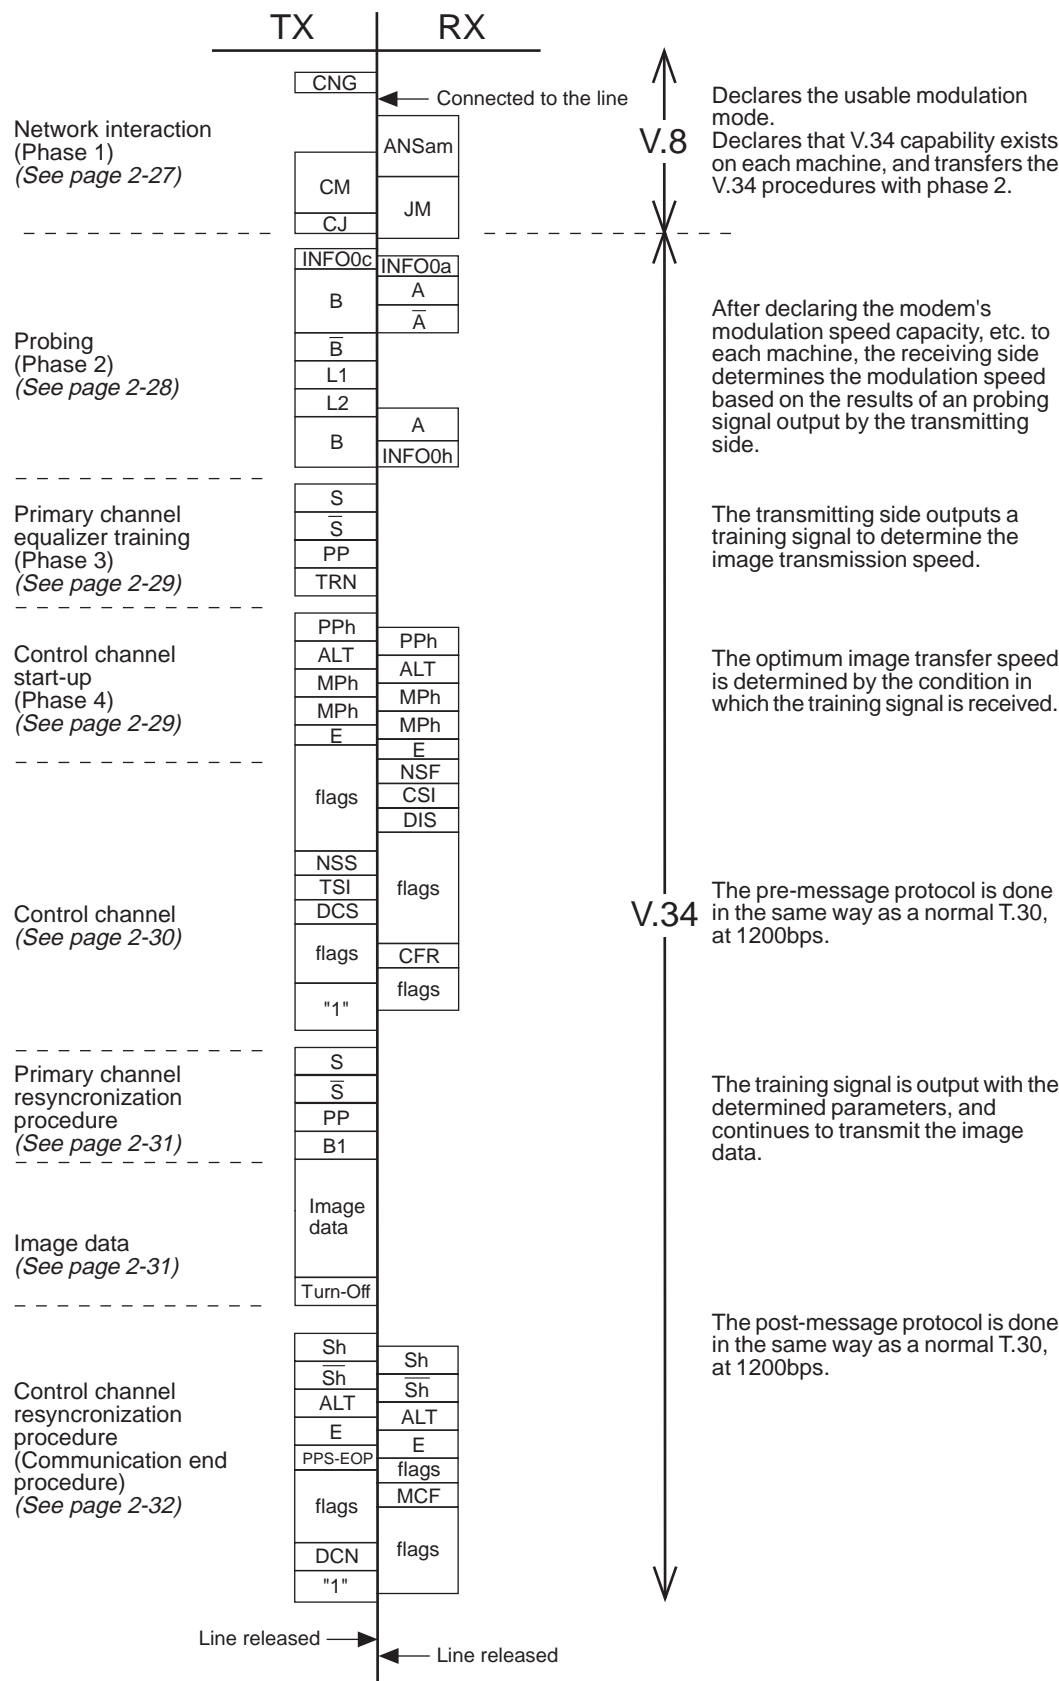 TX
RX
CNG
Connected to the line
Network interaction
(Phase 1)
(See page 2-27)
ANSam
CM
JM
CJ
V.8
Declares the usable modulation
mode.
Declares that V.34 capability exists
on each machine, and transfers the
V.34 procedures with phase 2.
INFO0c
INFO0a
B
A
A̅
Probing
(Phase 2)
(See page 2-28)
B̅
L1
L2
B
A
INFO0h
After declaring the modem's
modulation speed capacity, etc. to
each machine, the receiving side
determines the modulation speed
based on the results of an probing
signal output by the transmitting
side.
Primary channel
equalizer training
(Phase 3)
(See page 2-29)
S
S̅
PP
TRN
The transmitting side outputs a
training signal to determine the
image transmission speed.
Control channel
start-up
(Phase 4)
(See page 2-29)
PPh
ALT
MPh
MPh
E
PPh
ALT
MPh
MPh
E
The optimum image transfer speed
is determined by the condition in
which the training signal is received.
Control channel
(See page 2-30)
flags
NSS
TSI
DCS
flags
"1"
NSF
CSI
DIS
flags
CFR
flags
V.34
The pre-message protocol is done
in the same way as a normal T.30,
at 1200bps.
Primary channel
resyncronization
procedure
(See page 2-31)
S
S̅
PP
B1
The training signal is output with the
determined parameters, and
continues to transmit the image
data.
Image data
(See page 2-31)
Image
data
Turn-Off
The post-message protocol is done
in the same way as a normal T.30,
at 1200bps.
Control channel
resyncronization
procedure
(Communication end
procedure)
(See page 2-32)
Sh
S̅h̅
ALT
E
PPS-EOP
flags
DCN
"1"
Sh
S̅h̅
ALT
E
flags
MCF
flags
Line released
Line released